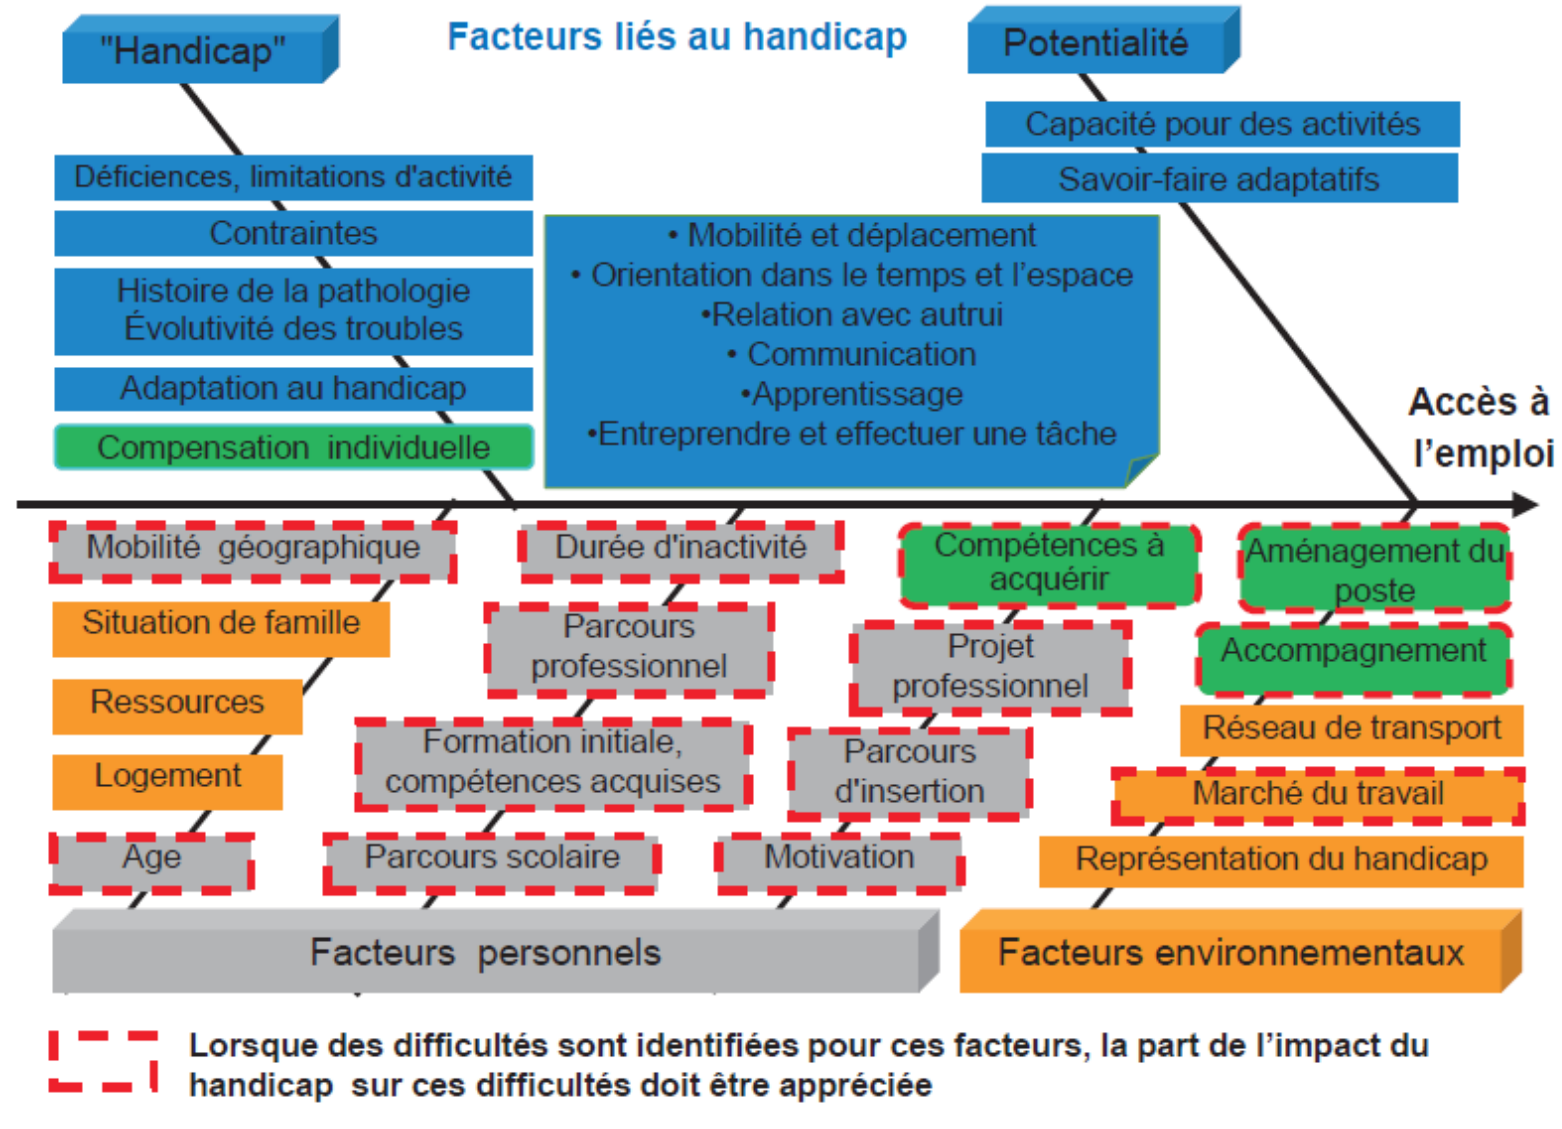 "Handicap"
Facteurs liés au handicap
Potentialité
Déficiences, limitations d'activité
Contraintes
Histoire de la pathologie
Évolutivité des troubles
Adaptation au handicap
Compensation individuelle
• Mobilité et déplacement
• Orientation dans le temps et l’espace
•Relation avec autrui
• Communication
•Apprentissage
•Entreprendre et effectuer une tâche
Capacité pour des activités
Savoir-faire adaptatifs
Accès à
l’emploi
Mobilité géographique
Situation de famille
Ressources
Logement
Age
Durée d'inactivité
Parcours
professionnel
Formation initiale,
compétences acquises
Parcours scolaire
Compétences à
acquérir
Projet
professionnel
Parcours
d'insertion
Motivation
Aménagement du
poste
Accompagnement
Réseau de transport
Marché du travail
Représentation du handicap
Facteurs personnels
Facteurs environnementaux
Lorsque des difficultés sont identifiées pour ces facteurs, la part de l’impact du
handicap sur ces difficultés doit être appréciée